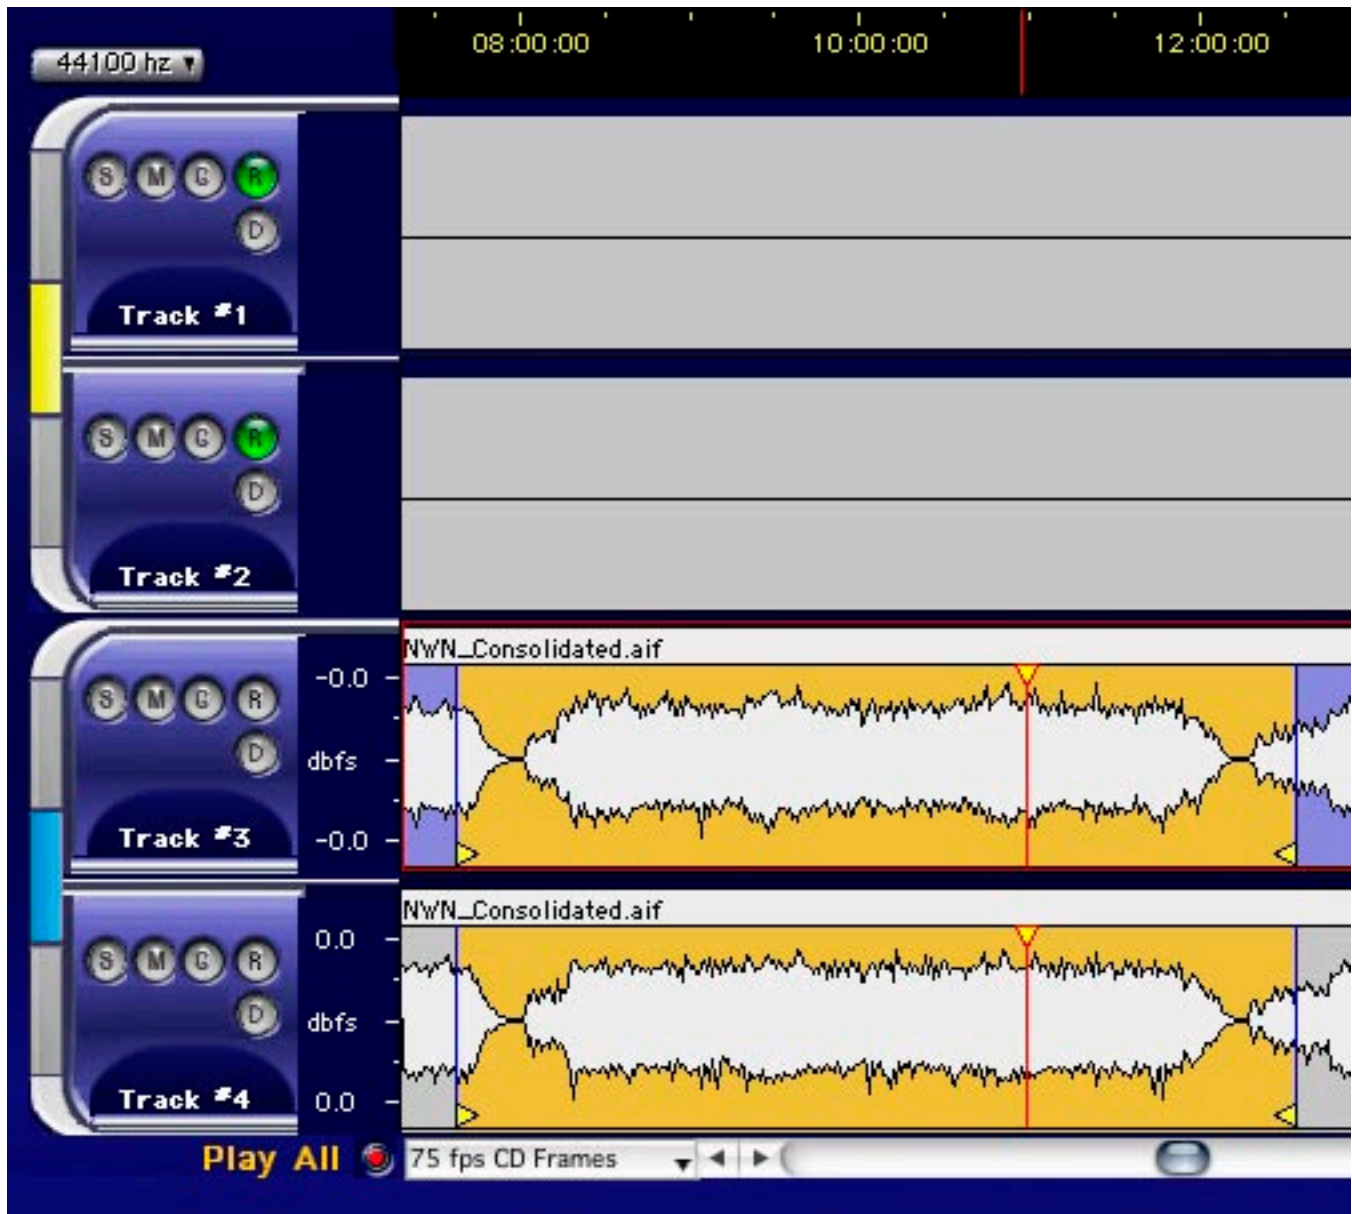 08:00:00 10:00:00 12:00:00
44100 hz
S M G R
D
Track #1
S M G R
D
Track #2
NWN_Consolidated.aif
-0.0
S M G R
D
dbfs
Track #3
-0.0
NWN_Consolidated.aif
0.0
S M G R
D
dbfs
Track #4
0.0
Play All 75 fps CD Frames